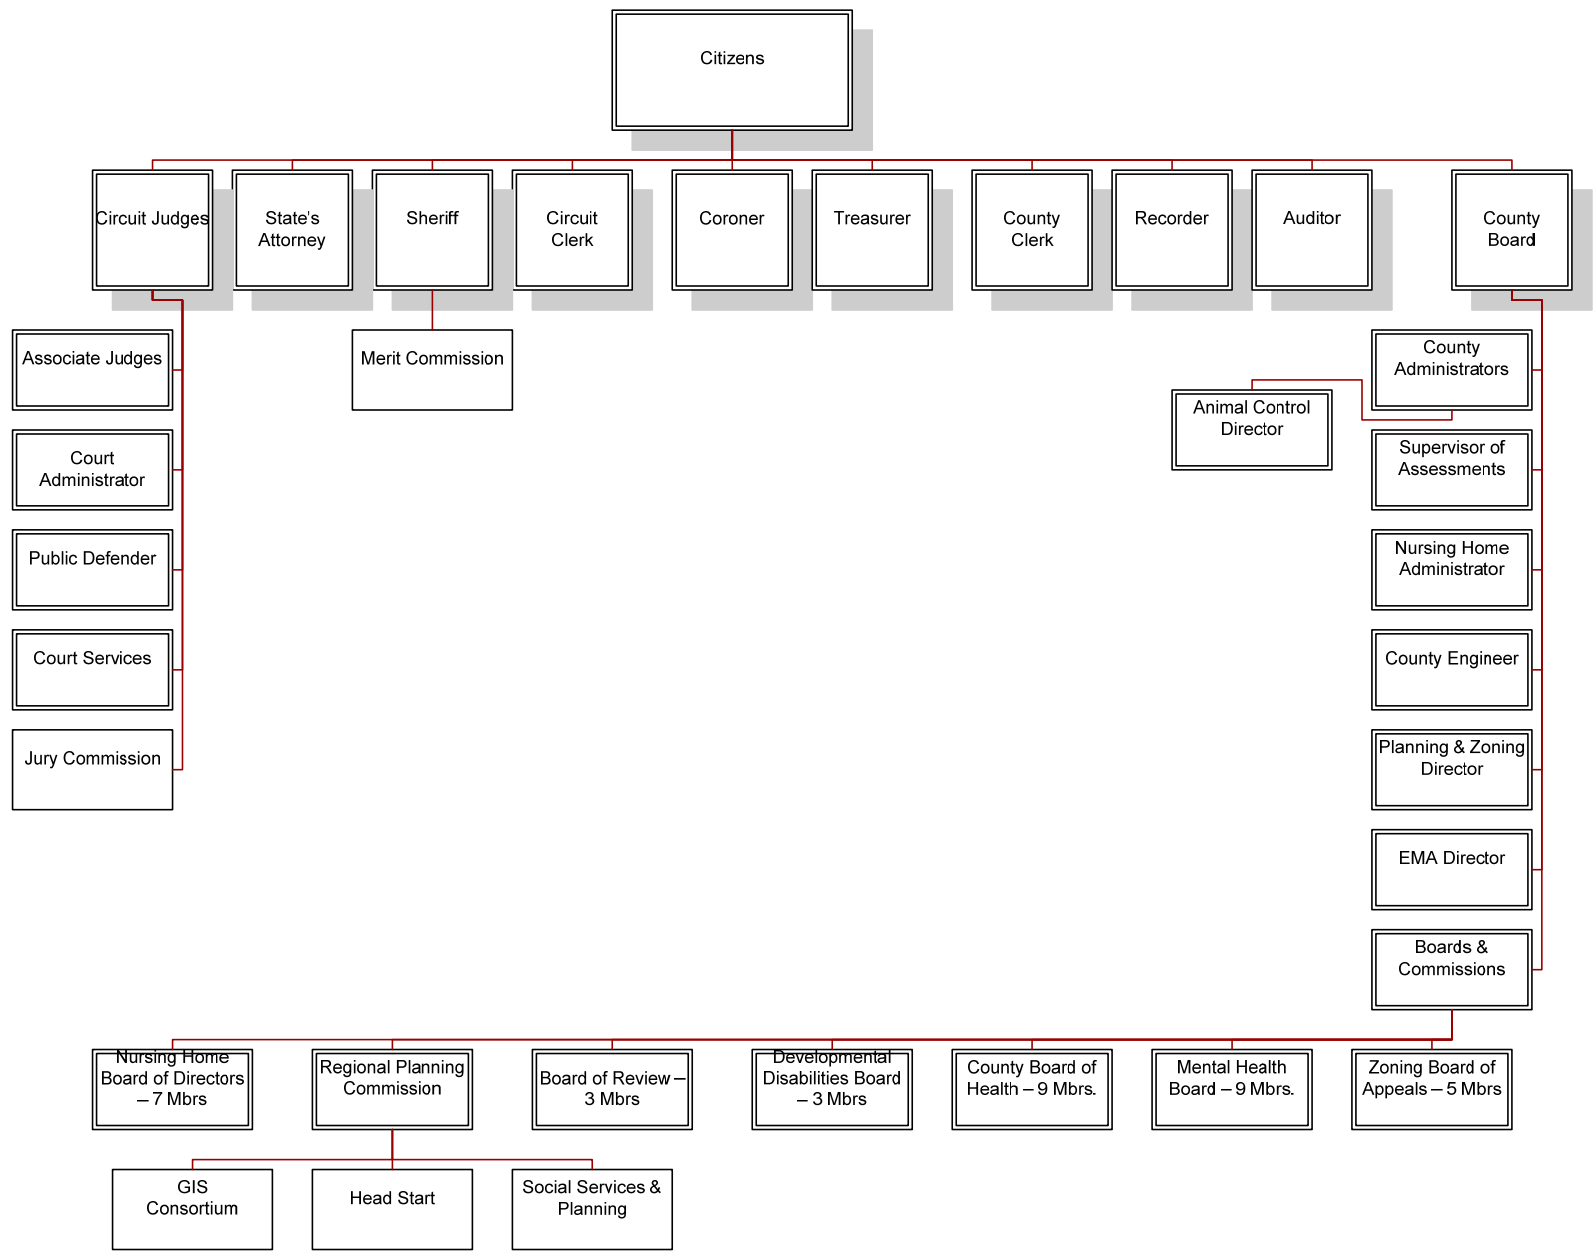 Citizens
Circuit Judges
State's
Attorney
Sheriff
Circuit
Clerk
Coroner
Treasurer
County
Clerk
Recorder
Auditor
County
Board
Associate Judges
Court
Administrator
Public Defender
Court Services
Jury Commission
Merit Commission
County
Administrators
Animal Control
Director
Supervisor of
Assessments
Nursing Home
Administrator
County Engineer
Planning & Zoning
Director
EMA Director
Boards &
Commissions
Nursing Home
Board of Directors
– 7 Mbrs
Regional Planning
Commission
Board of Review –
3 Mbrs
Developmental
Disabilities Board
– 3 Mbrs
County Board of
Health – 9 Mbrs.
Mental Health
Board – 9 Mbrs.
Zoning Board of
Appeals – 5 Mbrs
GIS
Consortium
Head Start
Social Services &
Planning